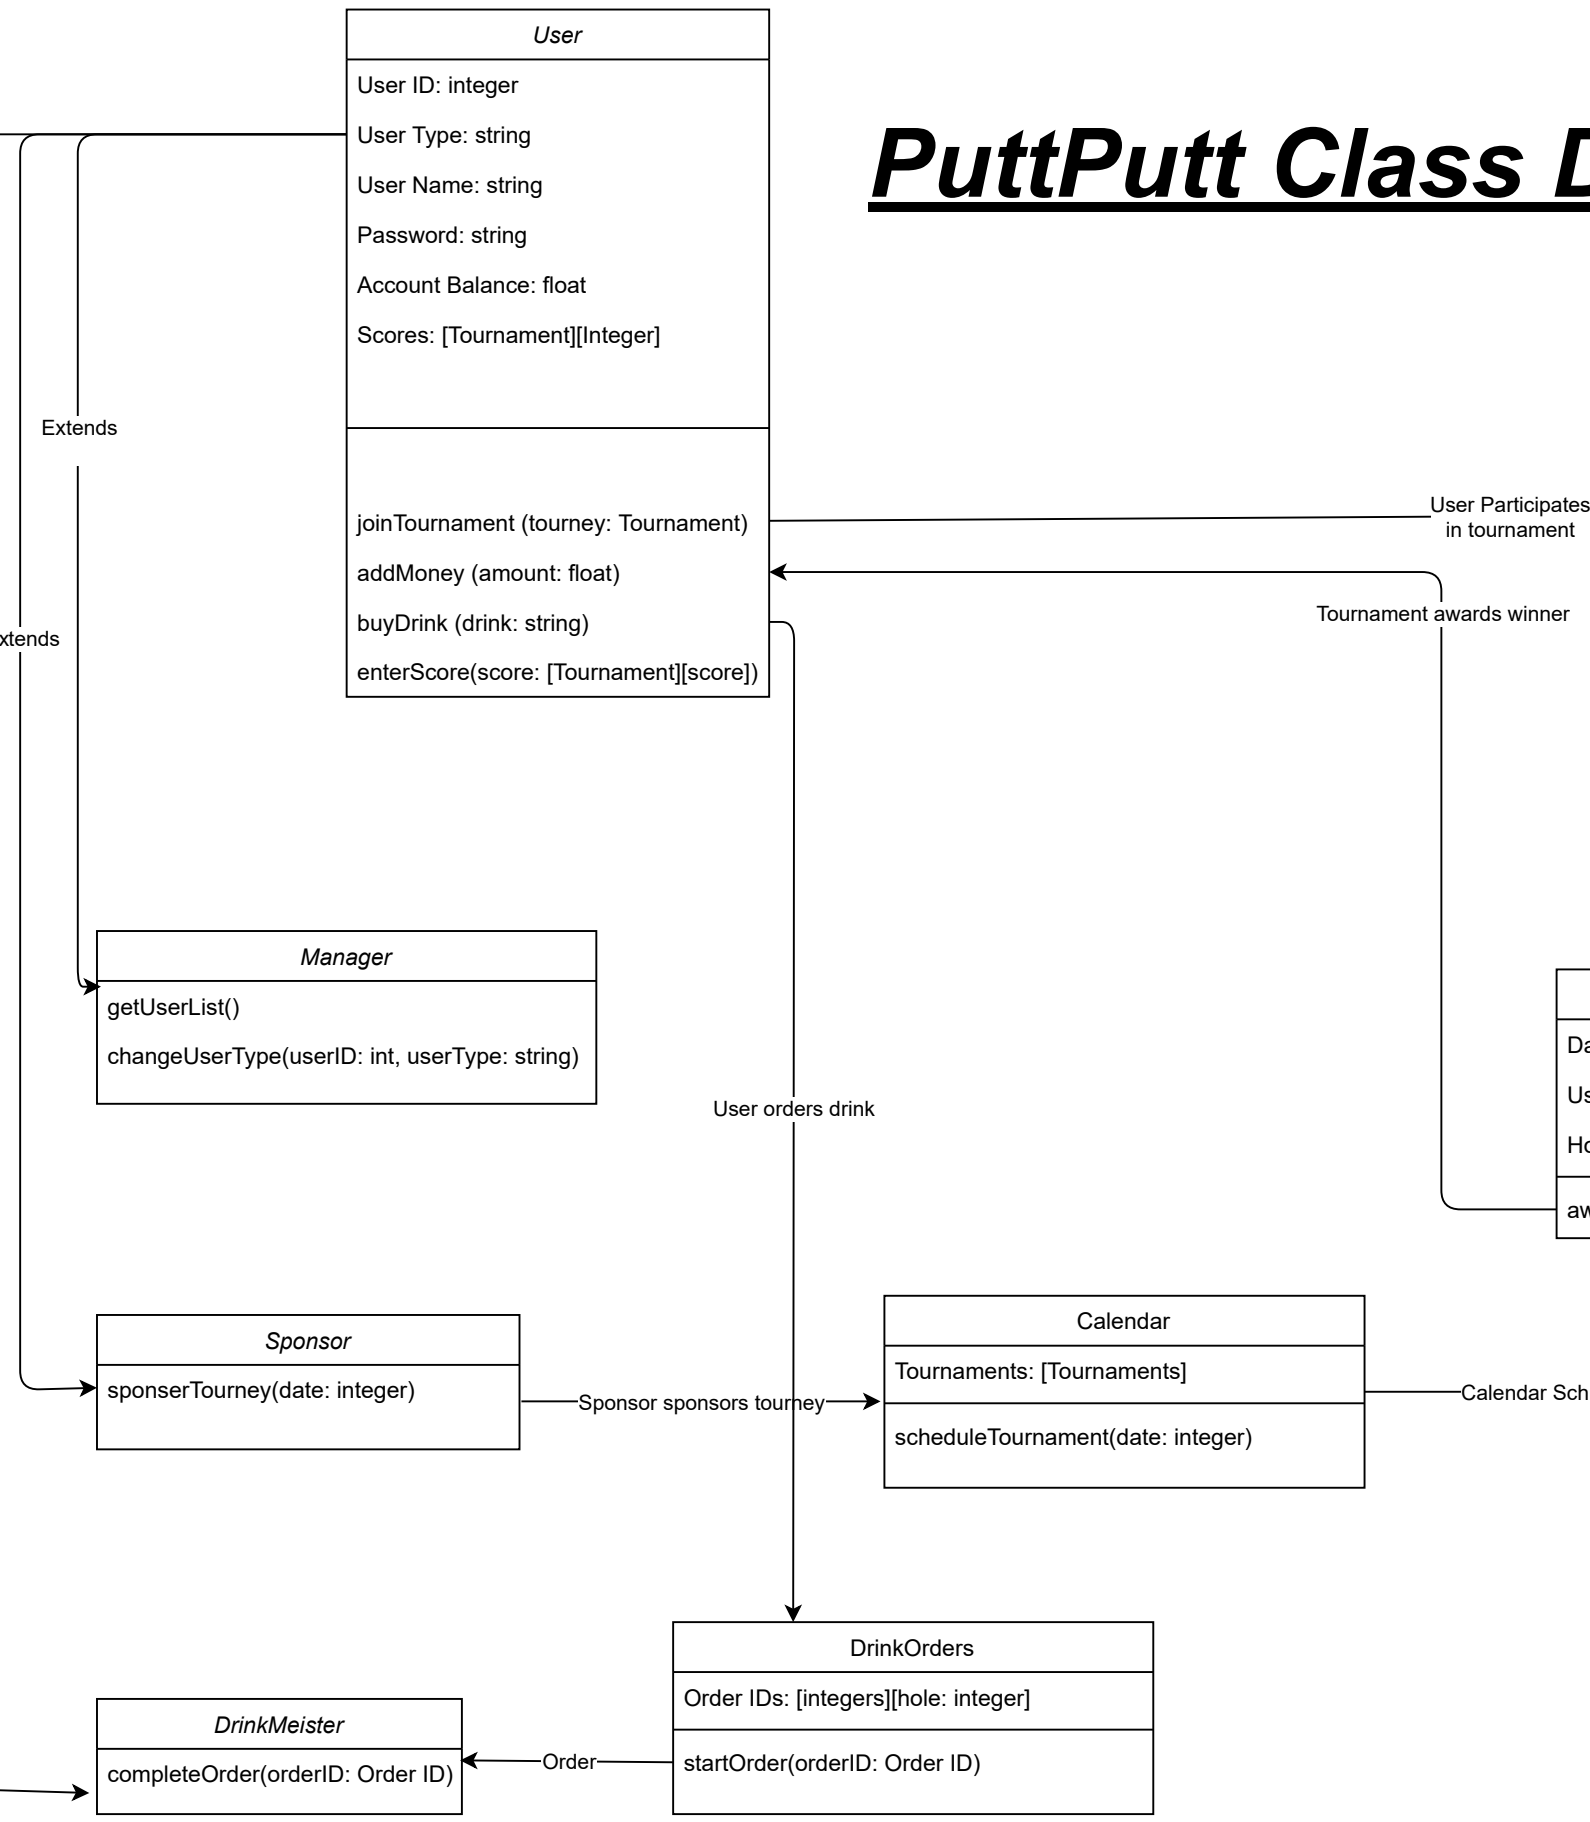 User
User ID: integer
User Type: string
User Name: string
Password: string
Account Balance: float
Scores: [Tournament][Integer]
joinTournament (tourney: Tournament)
addMoney (amount: float)
buyDrink (drink: string)
enterScore(score: [Tournament][score])
PuttPutt Class D
Extends
xtends
User Participates
in tournament
Tournament awards winner
Manager
getUserList()
changeUserType(userID: int, userType: string)
User orders drink
Da
Us
Ho
aw
Sponsor
sponserTourney(date: integer)
Sponsor sponsors tourney
Calendar
Tournaments: [Tournaments]
scheduleTournament(date: integer)
Calendar Sch
DrinkOrders
Order IDs: [integers][hole: integer]
startOrder(orderID: Order ID)
Order
DrinkMeister
completeOrder(orderID: Order ID)